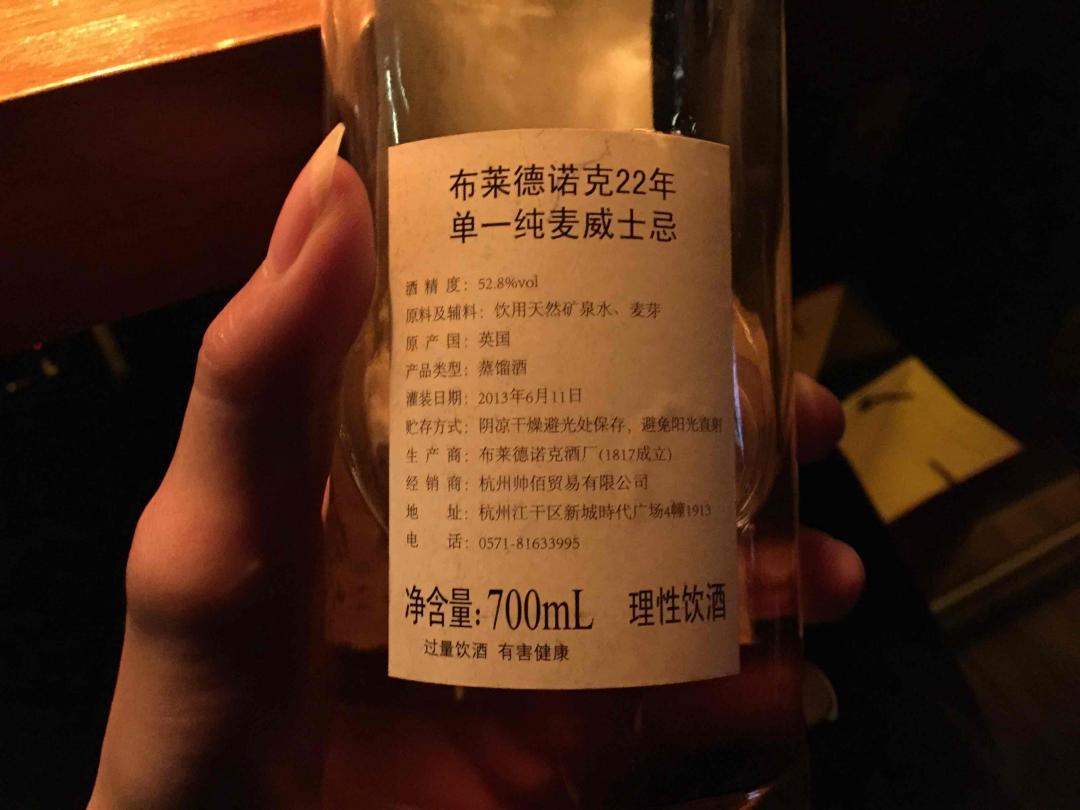 布莱德诺克22年
单一纯麦威士忌
酒精度：52.8%vol
原料及辅料：饮用天然矿泉水、麦芽
原产国：英国
产品类型：蒸馏酒
灌装日期：2013年6月11日
贮存方式：阴凉干燥避光处保存，避免阳光直射
生产商：布莱德诺克酒厂(1817成立)
经销商：杭州帅佰贸易有限公司
地址：杭州江干区新城時代广场4幢1913
电话：0571-81633995
净含量:700mL 理性饮酒
过量饮酒 有害健康